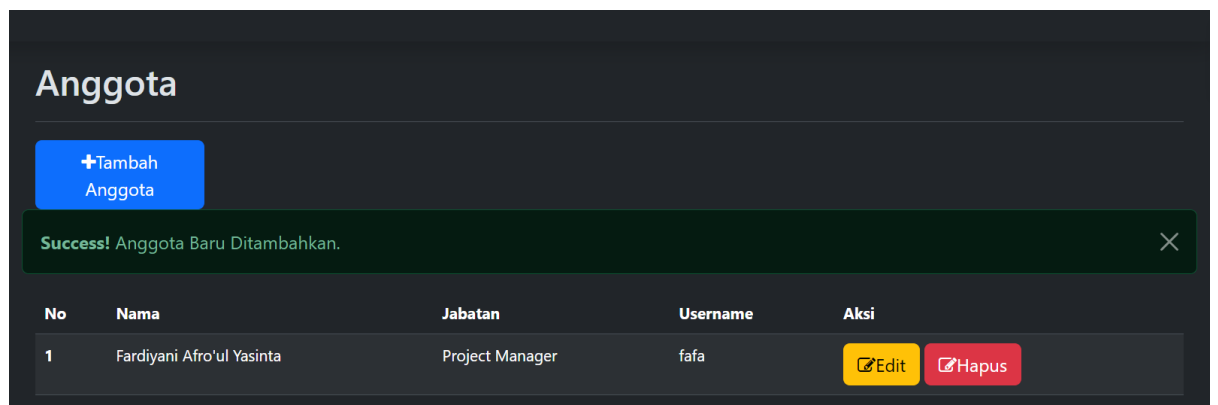 Anggota
Tambah
Anggota
Success! Anggota Baru Ditambahkan.
No Nama Jabatan Username Aksi
1 Fardiyani Afro'ul Yasinta Project Manager fafa Edit Hapus